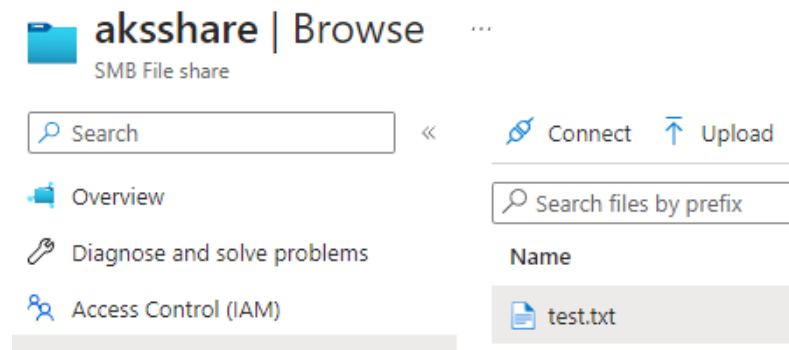 aksshare | Browse ...
SMB File share
Search
«
Overview
Diagnose and solve problems
Access Control (IAM)
Connect Upload
Search files by prefix
Name
test.txt